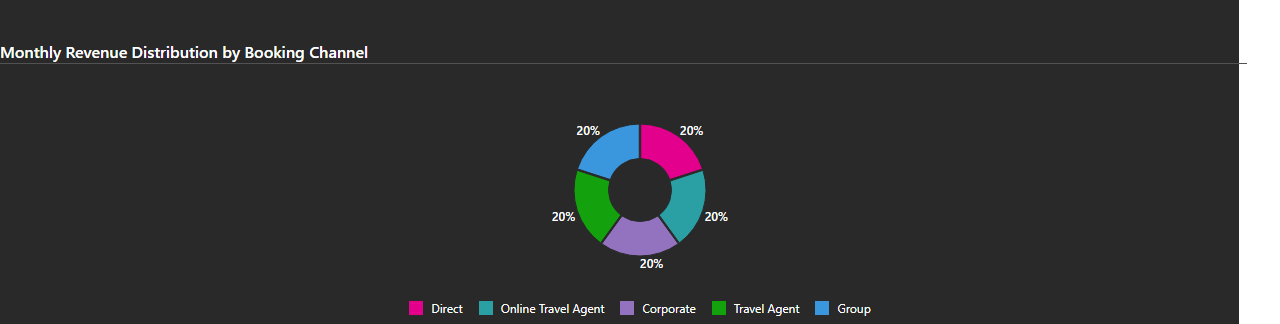 Monthly Revenue Distribution by Booking Channel
20% 20%
20% 20%
20%
Direct Online Travel Agent Corporate Travel Agent Group